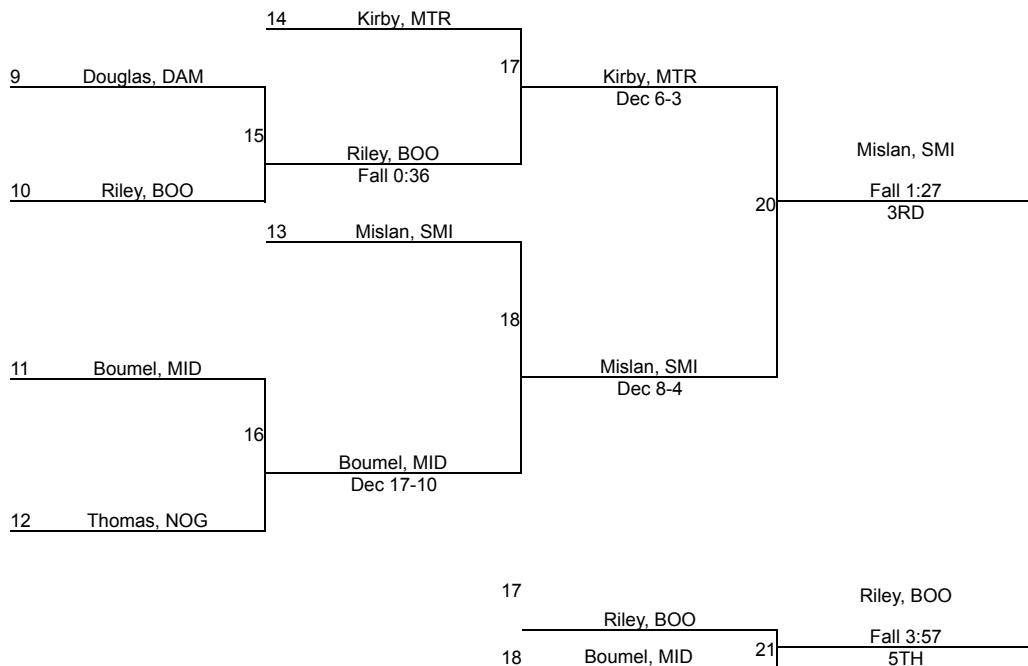 14 Kirby, MTR
17
9 Douglas, DAM
Kirby, MTR
Dec 6-3
15
Riley, BOO
Fall 0:36
Mislan, SMI
10 Riley, BOO
Fall 1:27
20
3RD
13 Mislan, SMI
18
11 Boumel, MID
Mislan, SMI
Dec 8-4
16
Boumel, MID
Dec 17-10
12 Thomas, NOG
17
Riley, BOO
Riley, BOO
Fall 3:57
18 Boumel, MID
21
5TH